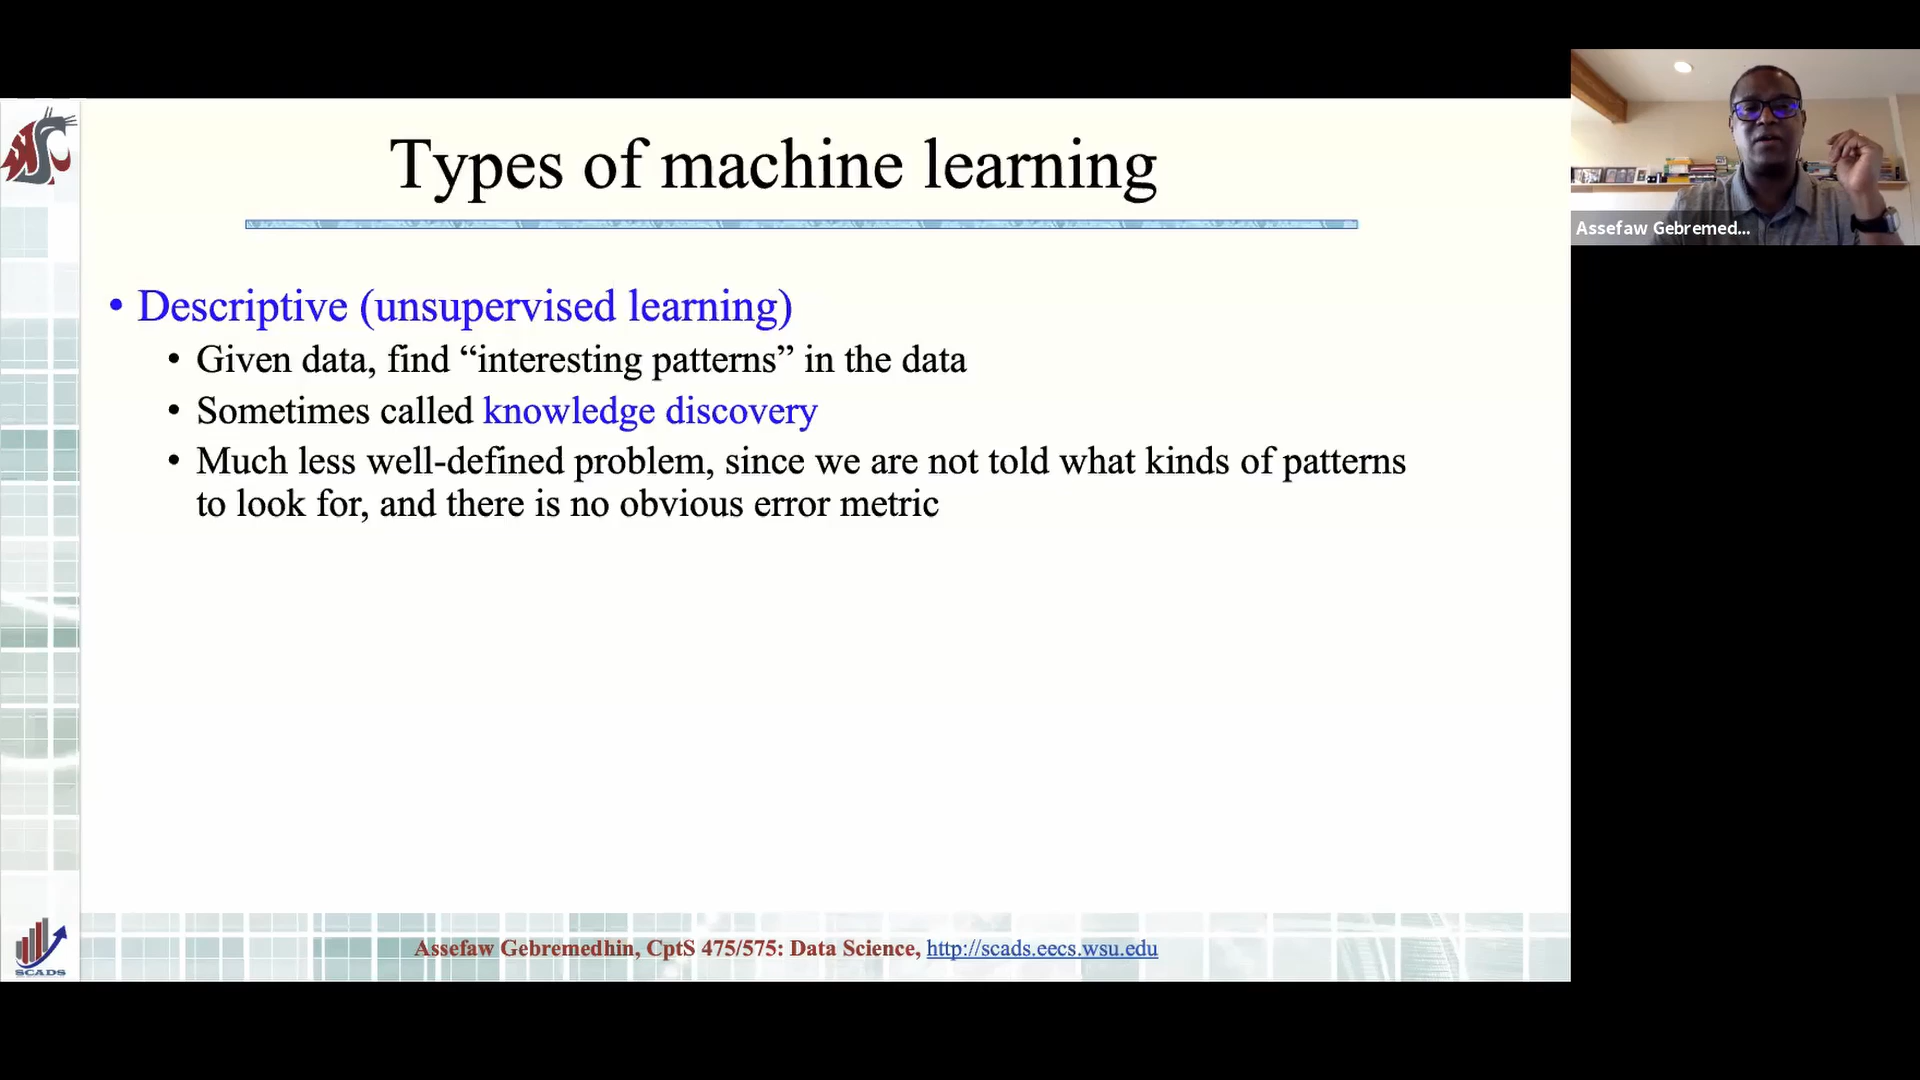 Types of machine learning
Assefaw Gebremed...
• Descriptive (unsupervised learning)
• Given data, find “interesting patterns” in the data
• Sometimes called knowledge discovery
• Much less well-defined problem, since we are not told what kinds of patterns
to look for, and there is no obvious error metric
SCADS
Assefaw Gebremedhin, CptS 475/575: Data Science, http://scads.eecs.wsu.edu